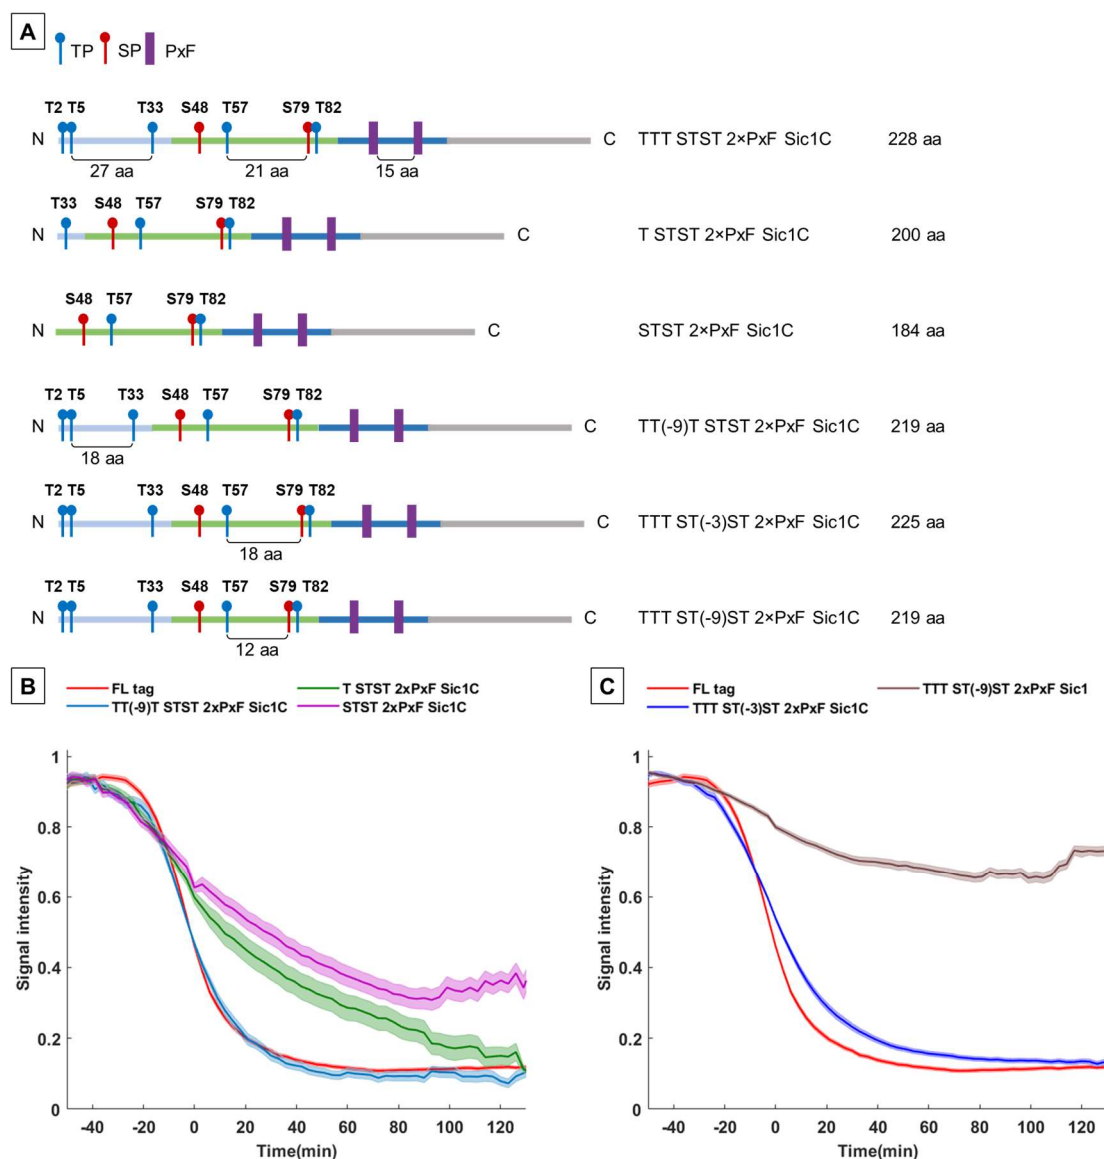 A
TP SP PxF
T2 T5 T33 S48 T57 S79 T82
N C TTT STST 2×PxF Sic1C 228 aa
27 aa 21 aa 15 aa
T33 S48 T57 S79 T82
N C T STST 2×PxF Sic1C 200 aa
S48 T57 S79 T82
N C STST 2×PxF Sic1C 184 aa
T2 T5 T33 S48 T57 S79 T82
N C TT(-9)T STST 2×PxF Sic1C 219 aa
18 aa
T2 T5 T33 S48 T57 S79 T82
N C TTT ST(-3)ST 2×PxF Sic1C 225 aa
18 aa
T2 T5 T33 S48 T57 S79 T82
N C TTT ST(-9)ST 2×PxF Sic1C 219 aa
12 aa
B
FL tag T STST 2xPxF Sic1C
TT(-9)T STST 2xPxF Sic1C STST 2xPxF Sic1C
1
0.8
0.6
0.4
0.2
0
Signal intensity
-40 -20 0 20 40 60 80 100 120
Time(min)
C
FL tag TTT ST(-9)ST 2xPxF Sic1
TTT ST(-3)ST 2xPxF Sic1C
1
0.8
0.6
0.4
0.2
0
Signal intensity
-40 -20 0 20 40 60 80 100 120
Time(min)